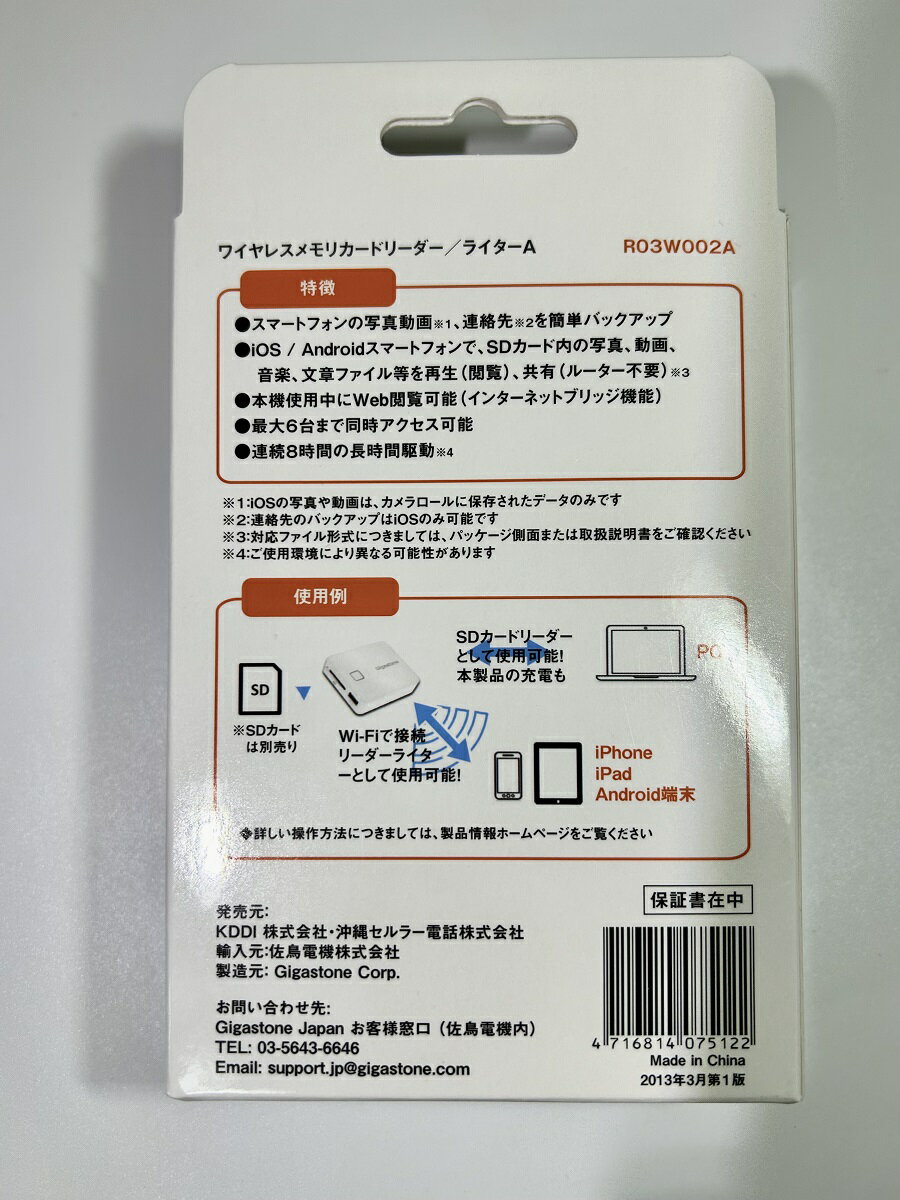 ワイヤレスメモリカードリーダー／ライターA
R03W002A
特徴
●スマートフォンの写真動画※1、連絡先※2を簡単バックアップ
●iOS / Androidスマートフォンで、SDカード内の写真、動画、
音楽、文章ファイル等を再生(閲覧)、共有(ルーター不要)※3
●本機使用中にWeb閲覧可能(インターネットブリッジ機能)
●最大6台まで同時アクセス可能
●連続8時間の長時間駆動※4
※1:iOSの写真や動画は、カメラロールに保存されたデータのみです
※2:連絡先のバックアップはiOSのみ可能です
※3:対応ファイル形式につきましては、パッケージ側面または取扱説明書をご確認ください
※4:ご使用環境により異なる可能性があります
使用例
SDカードリーダー
として使用可能!
本製品の充電も
PC
SD
Gigastone
※SDカード
は別売り
Wi-Fiで接続
リーダーライタ
ーとして使用可能!
iPhone
iPad
Android端末
❖詳しい操作方法につきましては、製品情報ホームページをご覧ください
保証書在中
発売元:
KDDI 株式会社・沖縄セルラー電話株式会社
輸入元:佐鳥電機株式会社
製造元: Gigastone Corp.
お問い合わせ先:
Gigastone Japan お客様窓口 (佐鳥電機内)
TEL: 03-5643-6646
Email: support.jp@gigastone.com
4 716814 075122
Made in China
2013年3月第1版